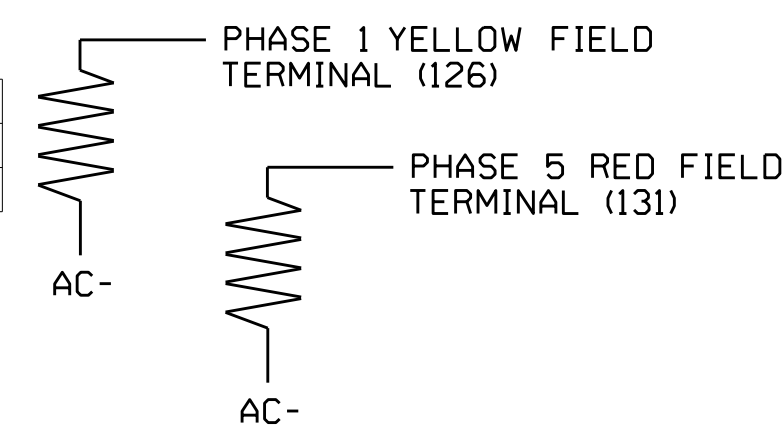 PHASE 1 YELLOW FIELD
TERMINAL (126)
AC-
PHASE 5 RED FIELD
TERMINAL (131)
AC-